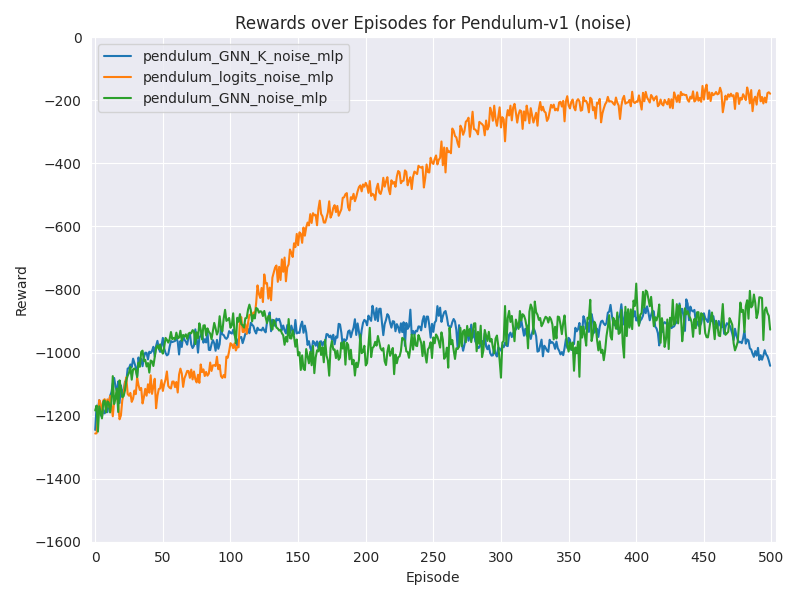 Rewards over Episodes for Pendulum-v1 (noise)
pendulum_GNN_K_noise_mlp
pendulum_logits_noise_mlp
pendulum_GNN_noise_mlp
Reward
0
−200
−400
−600
−800
−1000
−1200
−1400
−1600
0 50 100 150 200 250 300 350 400 450 500
Episode